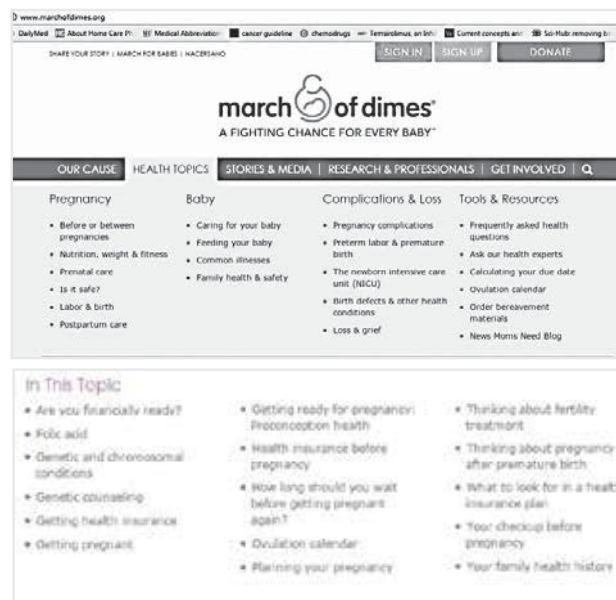 www.marchofdimes.org
DailyMed About Home Care Ph Medical Abbreviation cancer guideline chemodrugs Temsirolimus, an Inhi Current concepts and Sci-Hub: removing b
SHARE YOUR STORY | MARCH FOR BABIES | NACERSANO
SIGN IN SIGN UP DONATE
march of dimes®
A FIGHTING CHANCE FOR EVERY BABY™
OUR CAUSE HEALTH TOPICS STORIES & MEDIA | RESEARCH & PROFESSIONALS | GET INVOLVED |
Pregnancy
• Before or between
pregnancies
• Nutrition, weight & fitness
• Prenatal care
• Is it safe?
• Labor & birth
• Postpartum care
Baby
• Caring for your baby
• Feeding your baby
• Common illnesses
• Family health & safety
Complications & Loss
• Pregnancy complications
• Preterm labor & premature
birth
• The newborn intensive care
unit (NICU)
• Birth defects & other health
conditions
• Loss & grief
Tools & Resources
• Frequently asked health
questions
• Ask our health experts
• Calculating your due date
• Ovulation calendar
• Order bereavement
materials
• News Moms Need Blog
In This Topic
• Are you financially ready?
• Folic acid
• Genetic and chromosomal
conditions
• Genetic counseling
• Getting health insurance
• Getting pregnant
• Getting ready for pregnancy:
Preconception health
• Health insurance before
pregnancy
• How long should you wait
before getting pregnant
again?
• Ovulation calendar
• Planning your pregnancy
• Thinking about fertility
treatment
• Thinking about pregnancy
after premature birth
• What to look for in a healt
insurance plan
• Your checkup before
pregnancy
• Your family health history